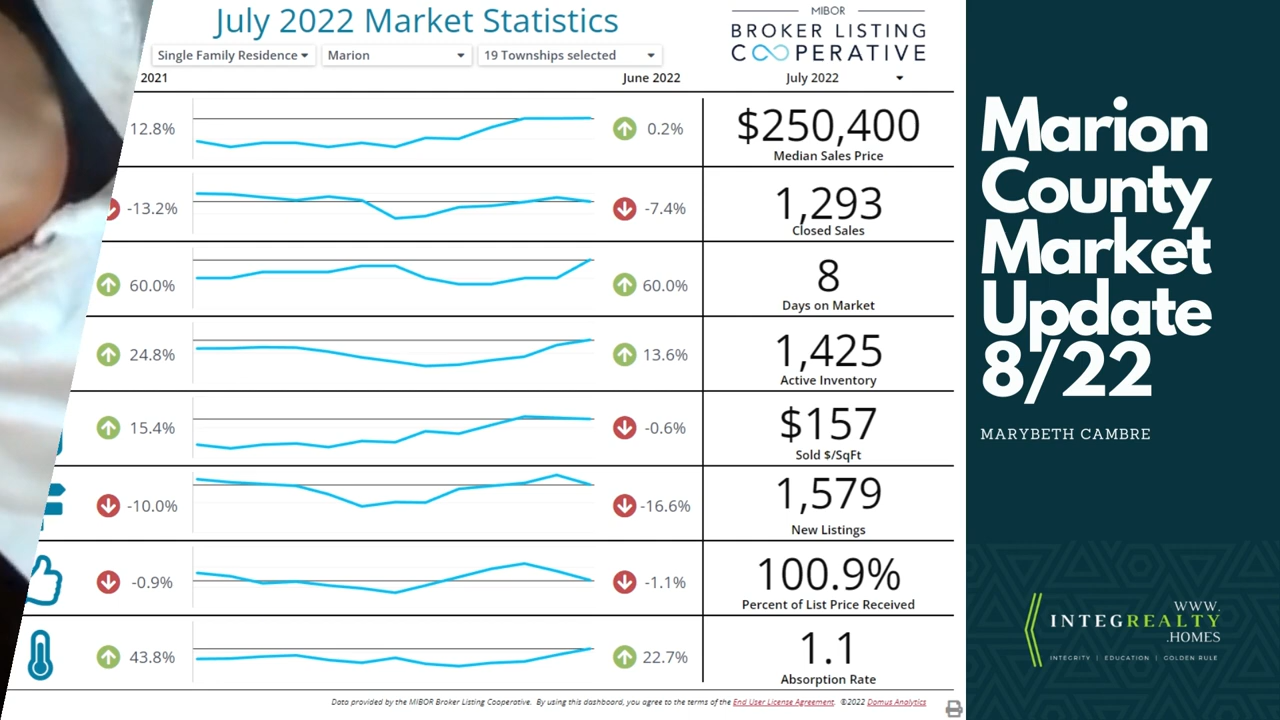 July 2022 Market Statistics
MIBOR
BROKER LISTING
COOPERATIVE
Single Family Residence
Marion
19 Townships selected
2021
June 2022
July 2022
12.8%
0.2%
$250,400
Median Sales Price
-13.2%
-7.4%
1,293
Closed Sales
60.0%
60.0%
8
Days on Market
24.8%
13.6%
1,425
Active Inventory
15.4%
-0.6%
$157
Sold $/SqFt
-10.0%
-16.6%
1,579
New Listings
-0.9%
-1.1%
100.9%
Percent of List Price Received
43.8%
22.7%
1.1
Absorption Rate
Data provided by the MIBOR Broker Listing Cooperative. By using this dashboard, you agree to the terms of the End User License Agreement. ©2022 Domus Analytics
Marion
County
Market
Update
8/22
MARYBETH CAMBRE
WWW.
INTEGREALTY
.HOMES
INTEGRITY | EDUCATION | GOLDEN RULE